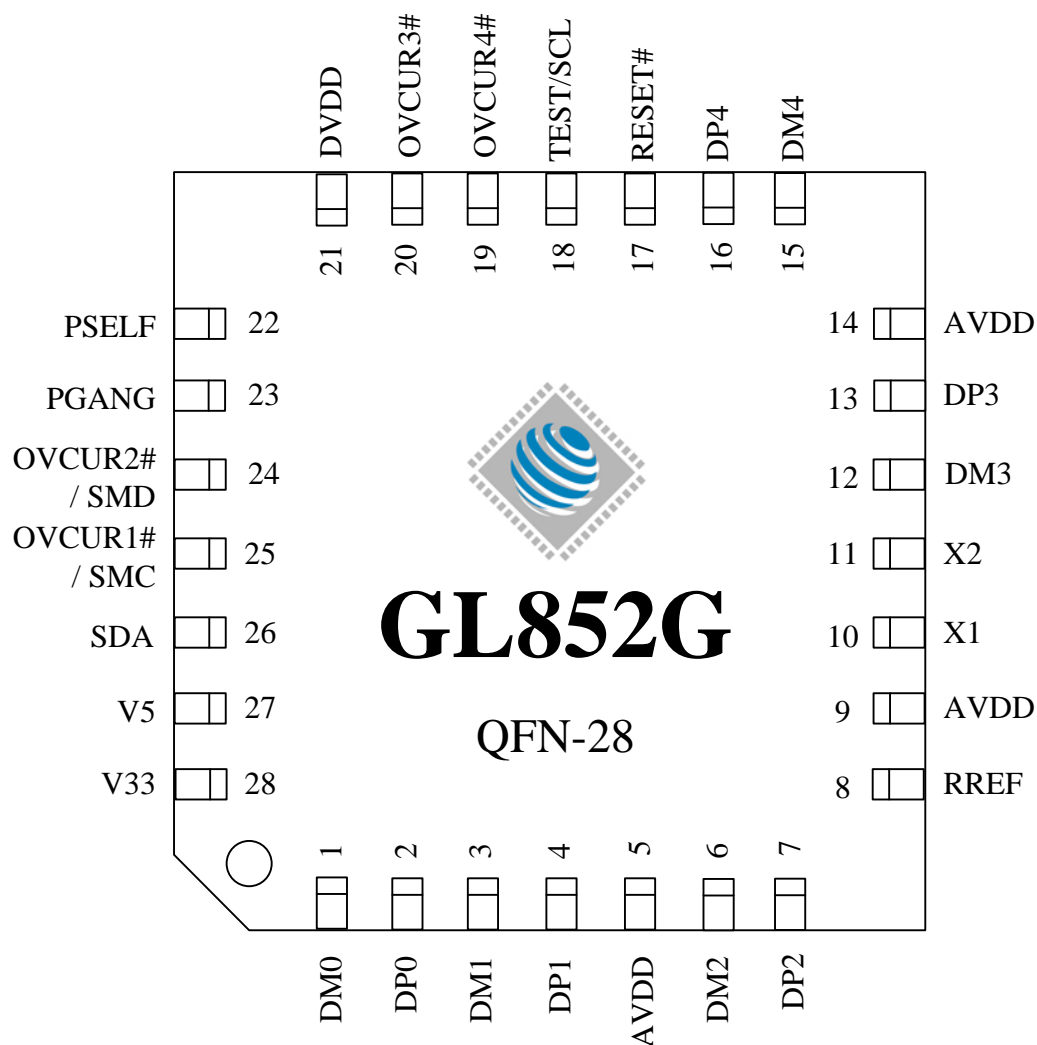 DVDD
OVCUR3#
OVCUR4#
TEST/SCL
RESET#
DP4
DM4
21
20
19
18
17
16
15
PSELF
22
14
AVDD
PGANG
23
13
DP3
OVCUR2#
/ SMD
24
12
DM3
OVCUR1#
/ SMC
25
11
X2
GL852G
SDA
26
10
X1
V5
27
9
AVDD
QFN-28
V33
28
8
RREF
1
2
3
4
5
6
7
DM0
DP0
DM1
DP1
AVDD
DM2
DP2